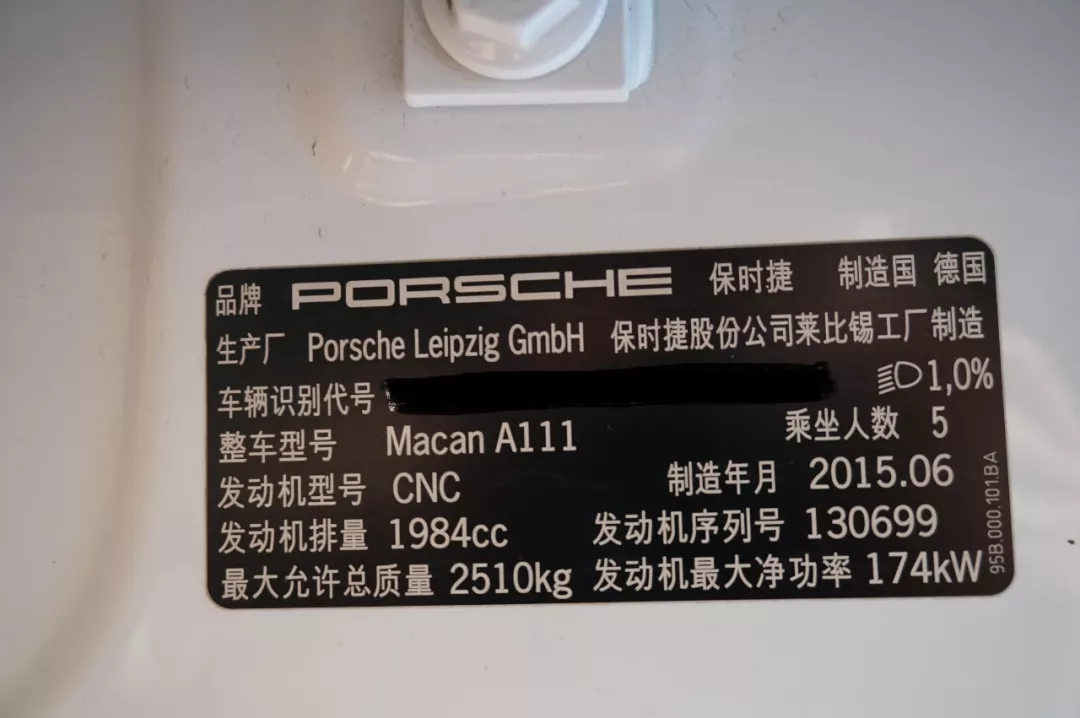 品牌 PORSCHE 保时捷 制造国 德国
生产厂 Porsche Leipzig GmbH 保时捷股份公司莱比锡工厂制造
车辆识别代号 1,0%
整车型号 Macan A111 乘坐人数 5
发动机型号 CNC 制造年月 2015.06
发动机排量 1984cc 发动机序列号 130699
最大允许总质量 2510kg 发动机最大净功率 174kW
95B.000.101.BA